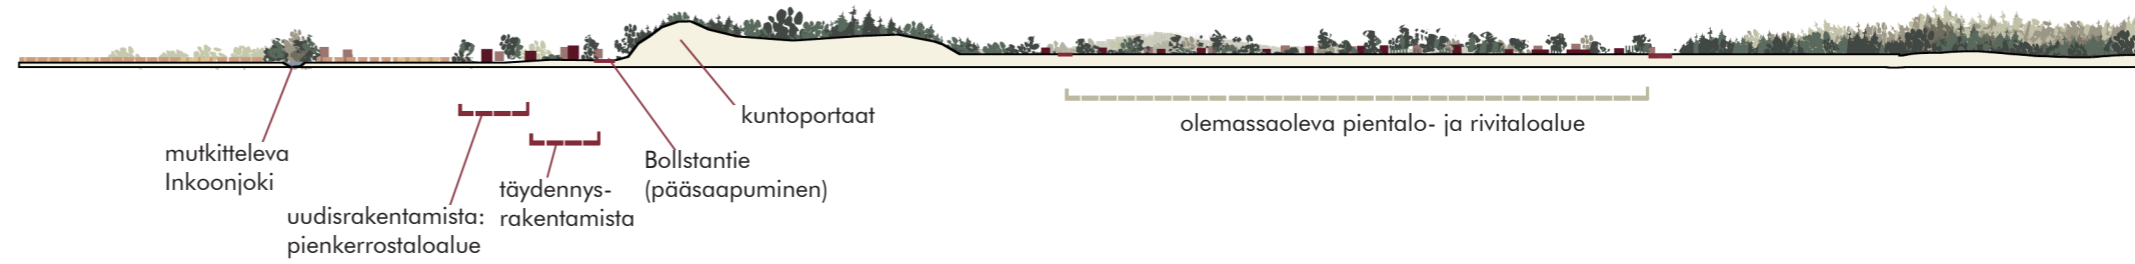 mutkitteleva
Inkoonjoki
uudisrakentamista:
pienkerrostaloalue
täydennys-
rakentamista
Bollstantie
(pääsaapuminen)
kuntoportaat
olemassaoleva pientalo- ja rivitaloalue